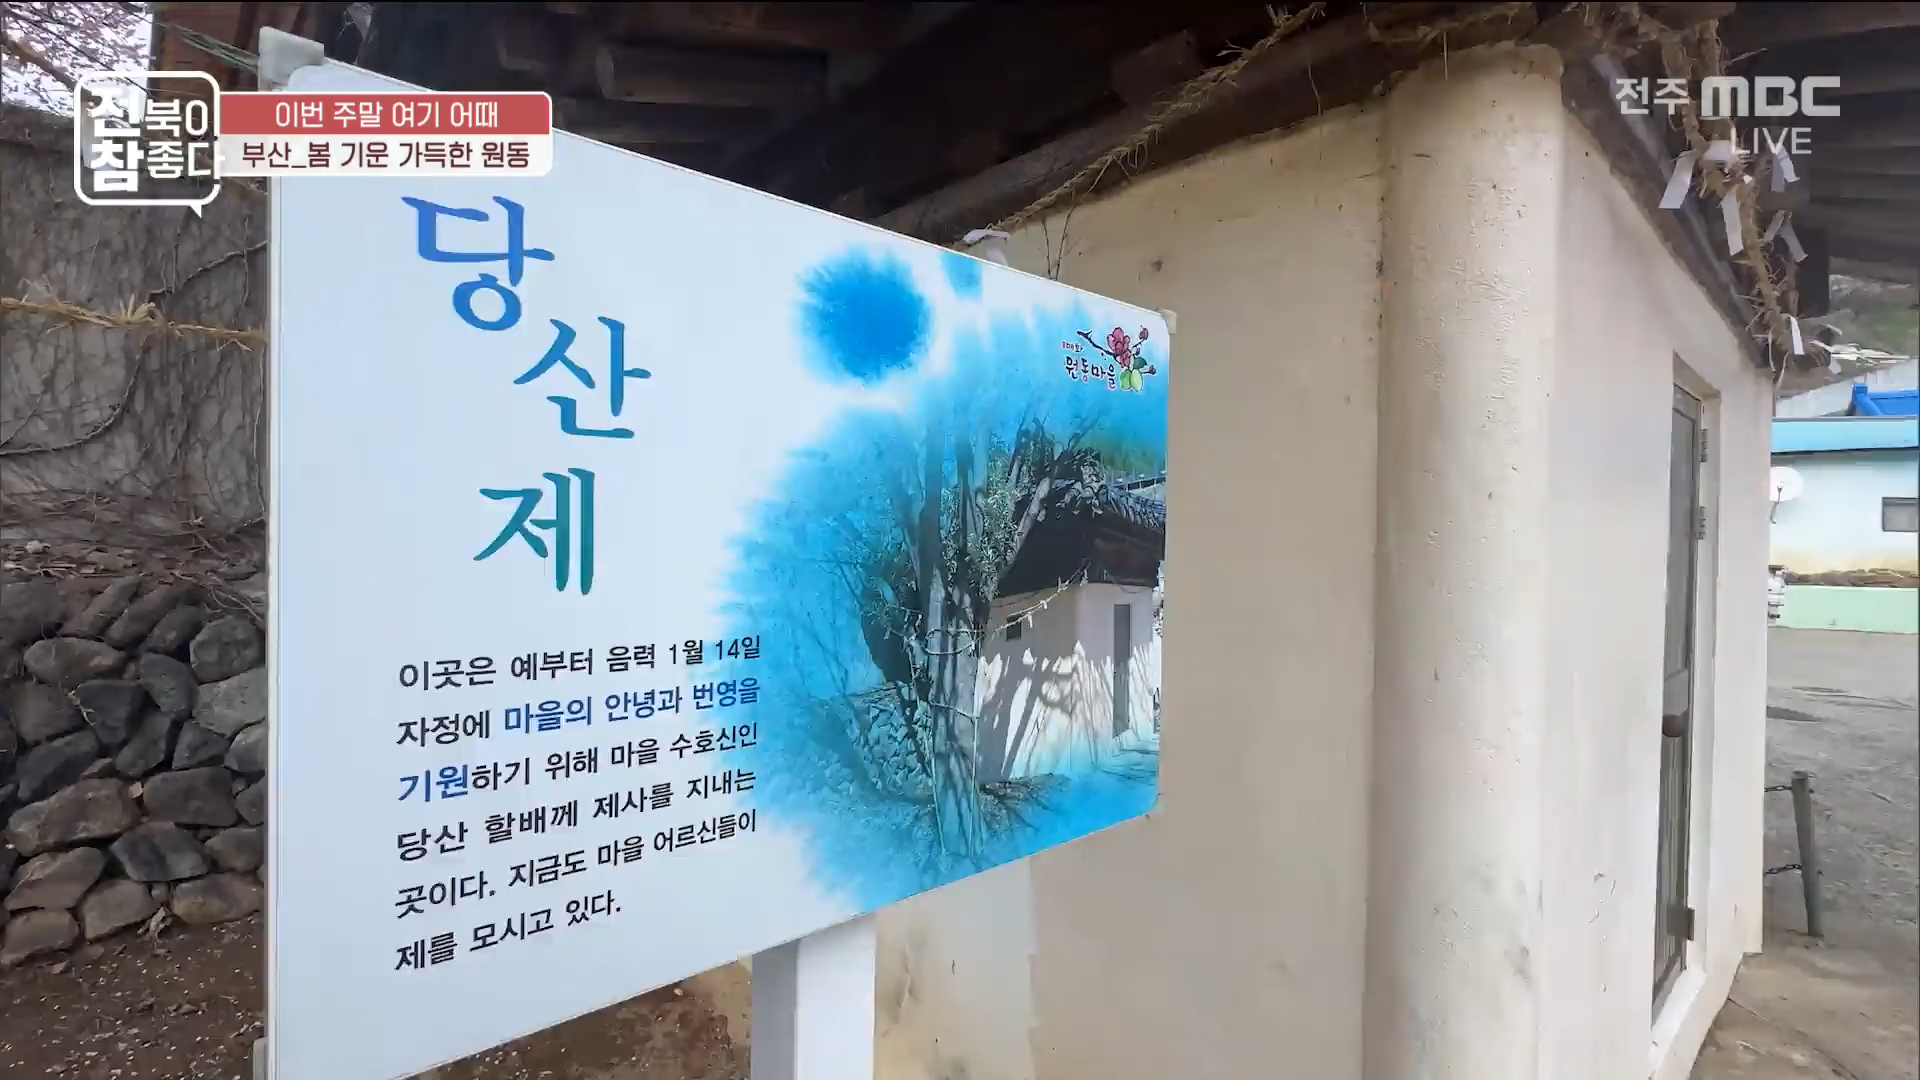 전북이
참좋다
이번 주말 여기 어때
부산_봄 기운 가득한 원동
전주 MBC
LIVE
당
산
제
원동마을
이곳은 예부터 음력 1월 14일
자정에 마을의 안녕과 번영을
기원하기 위해 마을 수호신인
당산 할배께 제사를 지내는
곳이다. 지금도 마을 어르신들이
제를 모시고 있다.